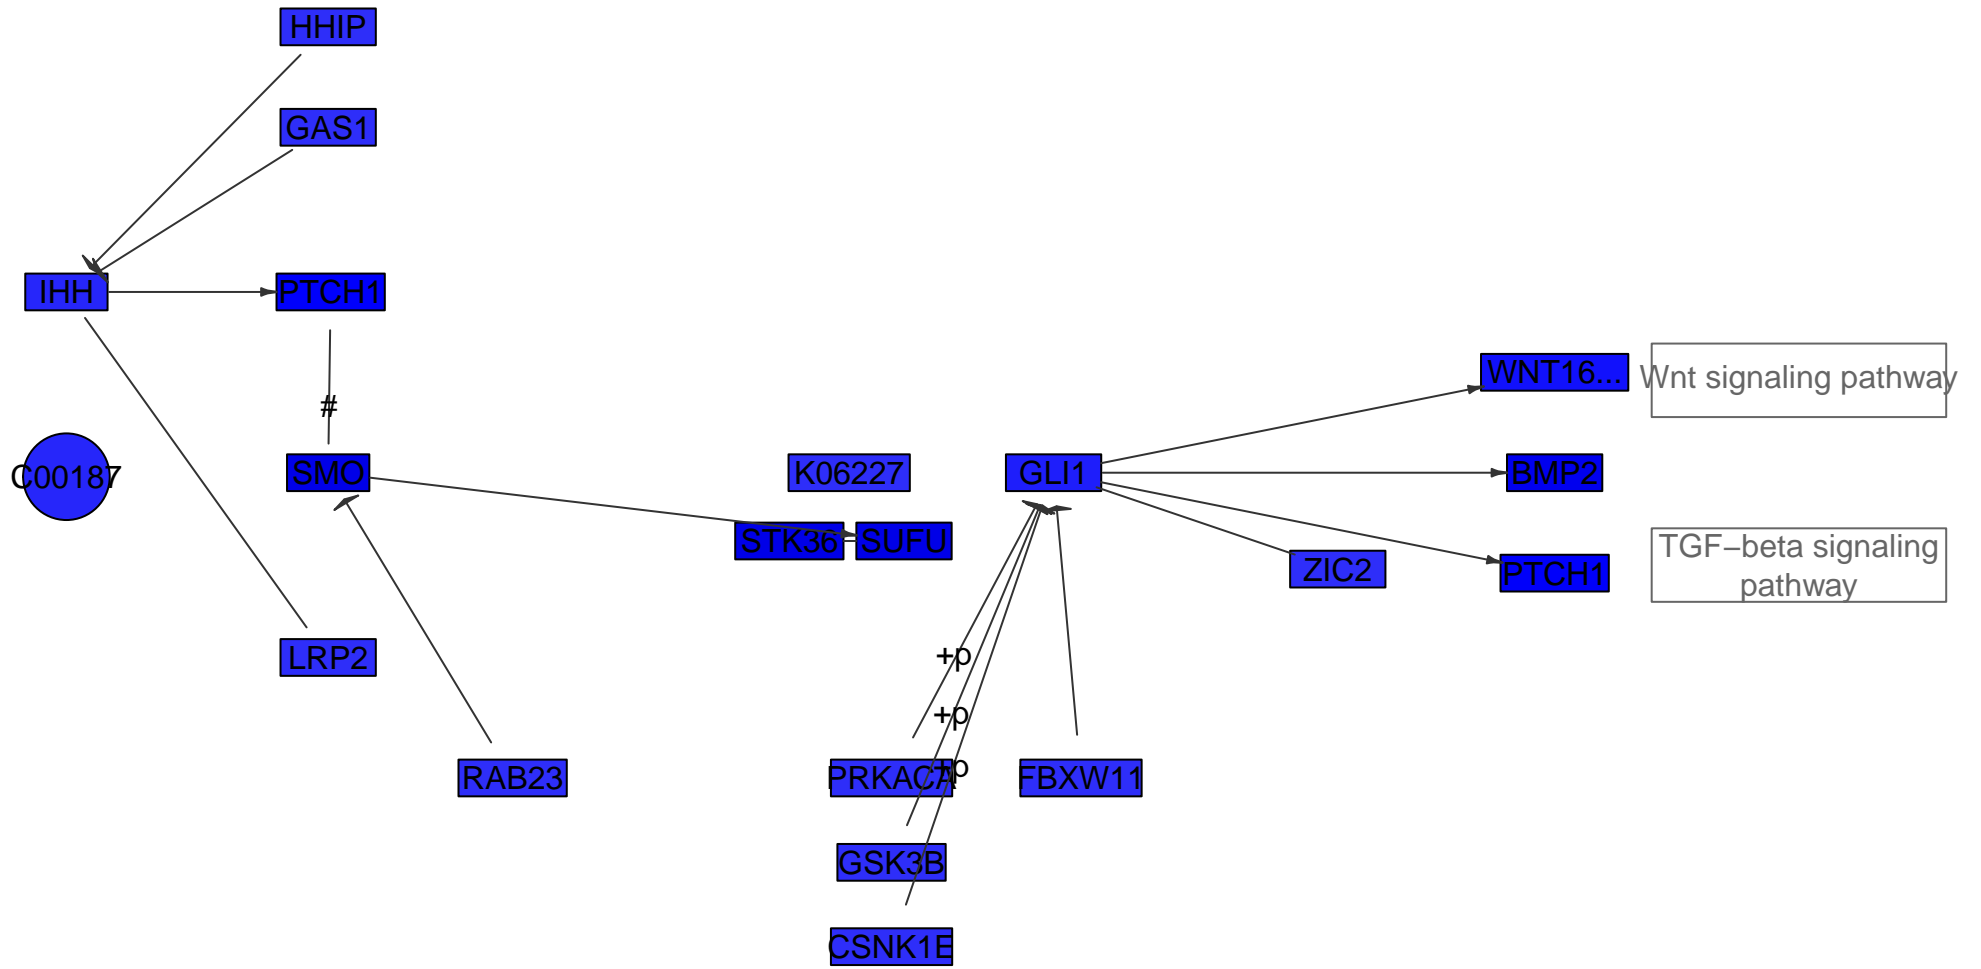 HHIP
GAS1
IHH
PTCH1
WNT16...
Wnt signaling pathway
#
C00187
SMO
K06227
GLI1
BMP2
STK36
SUFU
TGF−beta signaling
pathway
ZIC2
PTCH1
LRP2
+p
+p
+p
RAB23
PRKACA
FBXW11
GSK3B
CSNK1E